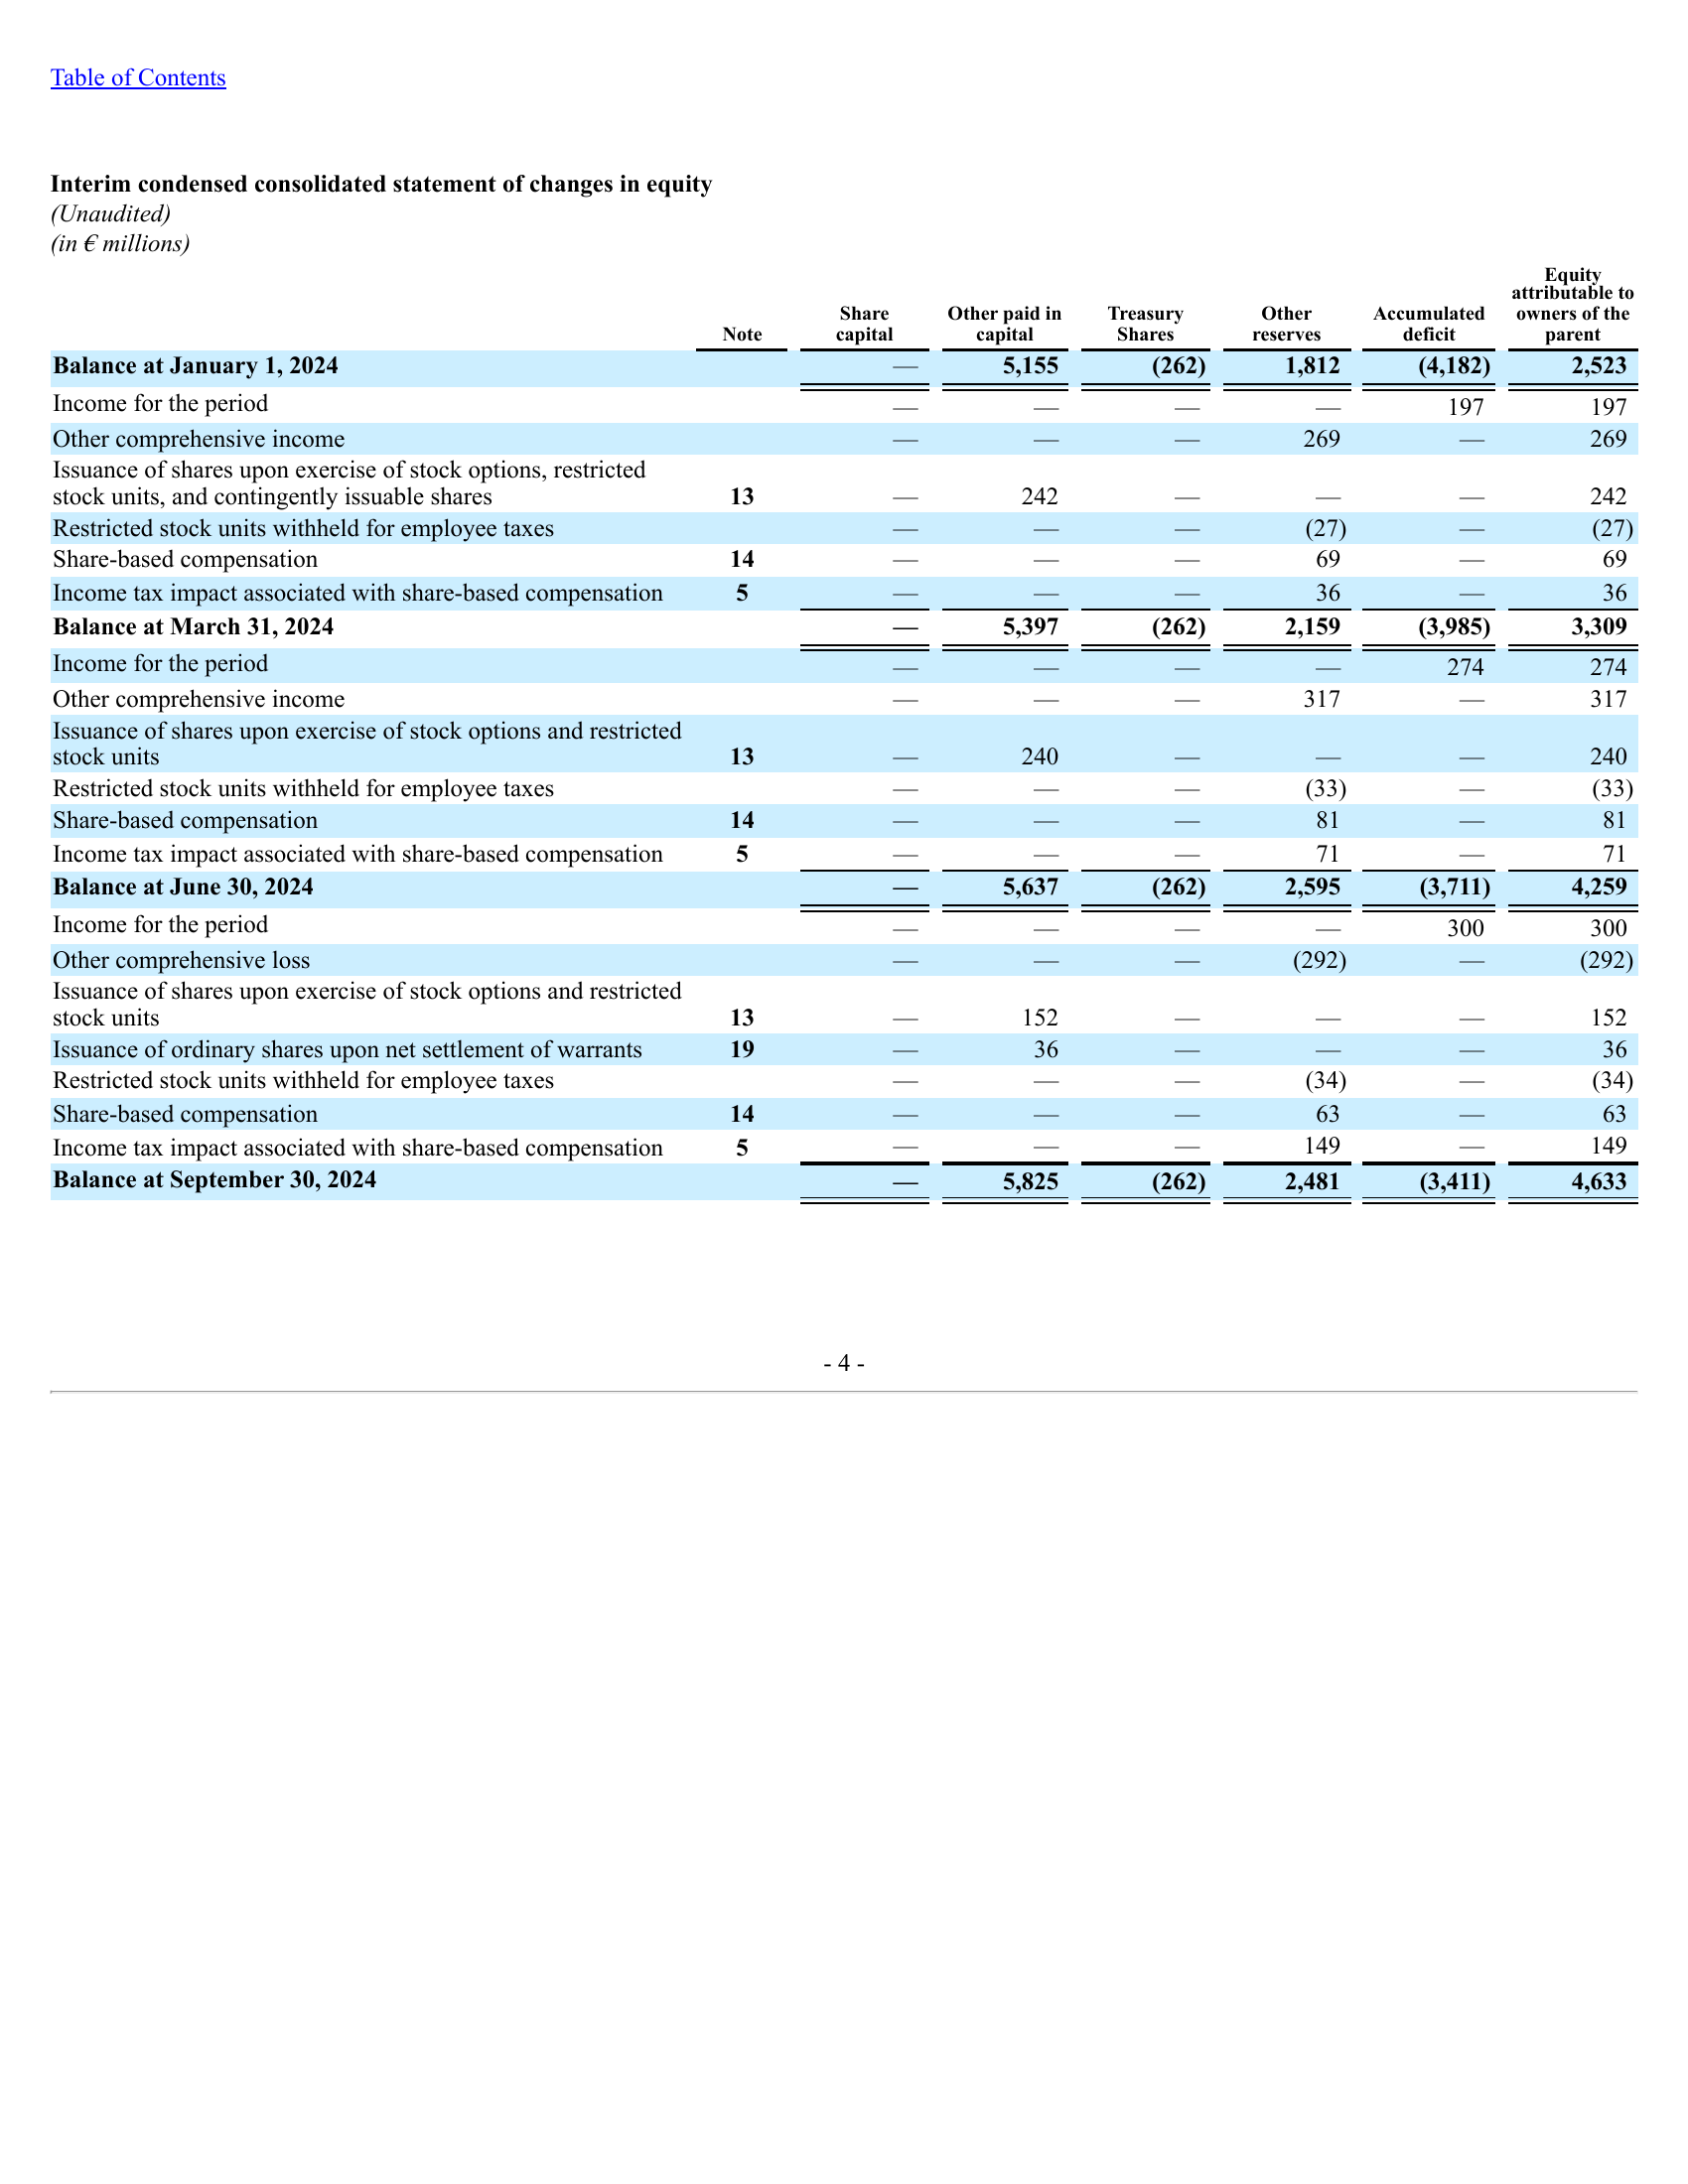 Table of Contents
Interim condensed consolidated statement of changes in equity
(Unaudited)
(in € millions)
Note Share capital Other paid in capital Treasury Shares Other reserves Accumulated deficit Equity attributable to owners of the parent
Balance at January 1, 2024 — 5,155 (262) 1,812 (4,182) 2,523
Income for the period — — — — 197 197
Other comprehensive income — — — 269 — 269
Issuance of shares upon exercise of stock options, restricted
stock units, and contingently issuable shares 13 — 242 — — — 242
Restricted stock units withheld for employee taxes — — — (27) — (27)
Share-based compensation 14 — — — 69 — 69
Income tax impact associated with share-based compensation 5 — — — 36 — 36
Balance at March 31, 2024 — 5,397 (262) 2,159 (3,985) 3,309
Income for the period — — — — 274 274
Other comprehensive income — — — 317 — 317
Issuance of shares upon exercise of stock options and restricted
stock units 13 — 240 — — — 240
Restricted stock units withheld for employee taxes — — — (33) — (33)
Share-based compensation 14 — — — 81 — 81
Income tax impact associated with share-based compensation 5 — — — 71 — 71
Balance at June 30, 2024 — 5,637 (262) 2,595 (3,711) 4,259
Income for the period — — — — 300 300
Other comprehensive loss — — — (292) — (292)
Issuance of shares upon exercise of stock options and restricted
stock units 13 — 152 — — — 152
Issuance of ordinary shares upon net settlement of warrants 19 — 36 — — — 36
Restricted stock units withheld for employee taxes — — — (34) — (34)
Share-based compensation 14 — — — 63 — 63
Income tax impact associated with share-based compensation 5 — — — 149 — 149
Balance at September 30, 2024 — 5,825 (262) 2,481 (3,411) 4,633
- 4 -